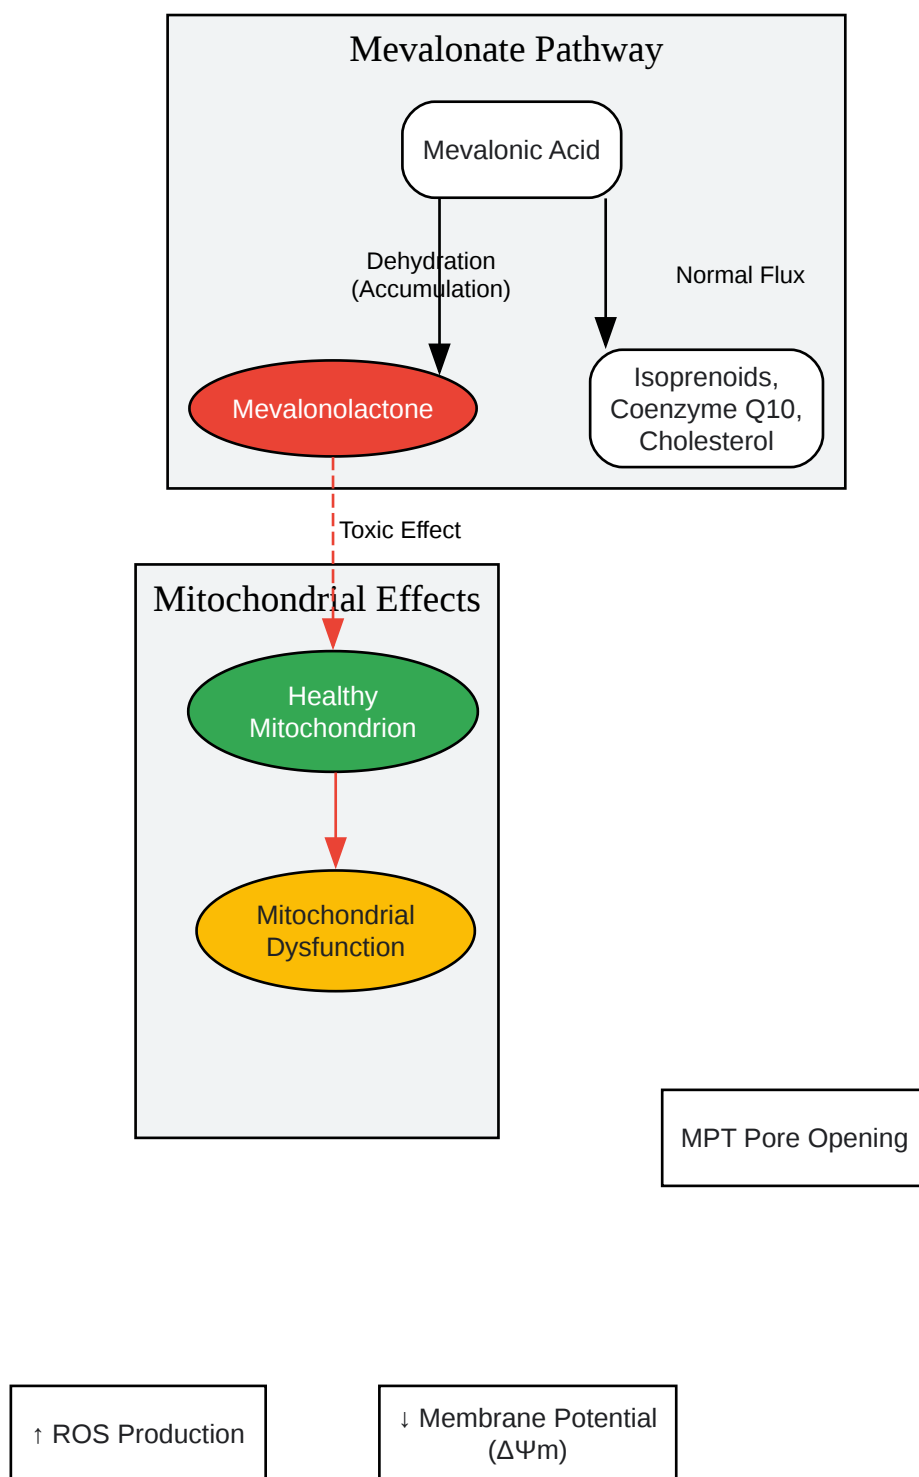 Mevalonate Pathway
Mevalonic Acid
Dehydration
(Accumulation)
Normal Flux
Mevalonolactone
Isoprenoids,
Coenzyme Q10,
Cholesterol
Toxic Effect
Mitochondrial Effects
Healthy
Mitochondrion
Mitochondrial
Dysfunction
MPT Pore Opening
↑ ROS Production
↓ Membrane Potential
(ΔΨm)